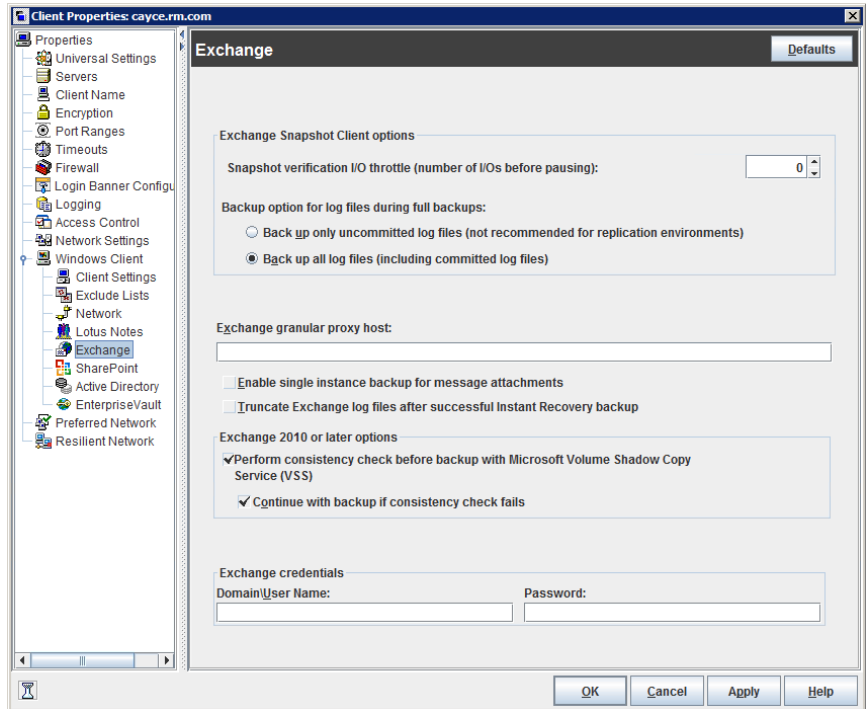 Client Properties: cayce.rm.com
Properties
Universal Settings
Servers
Client Name
Encryption
Port Ranges
Timeouts
Firewall
Login Banner Configu
Logging
Access Control
Network Settings
Windows Client
Client Settings
Exclude Lists
Network
Lotus Notes
Exchange
SharePoint
Active Directory
EnterpriseVault
Preferred Network
Resilient Network
Exchange
Defaults
Exchange Snapshot Client options
Snapshot verification I/O throttle (number of I/Os before pausing):
0
Backup option for log files during full backups:
Back up only uncommitted log files (not recommended for replication environments)
Back up all log files (including committed log files)
Exchange granular proxy host:
Enable single instance backup for message attachments
Truncate Exchange log files after successful Instant Recovery backup
Exchange 2010 or later options
Perform consistency check before backup with Microsoft Volume Shadow Copy
Service (VSS)
Continue with backup if consistency check fails
Exchange credentials
Domain\User Name:
Password:
OK
Cancel
Apply
Help